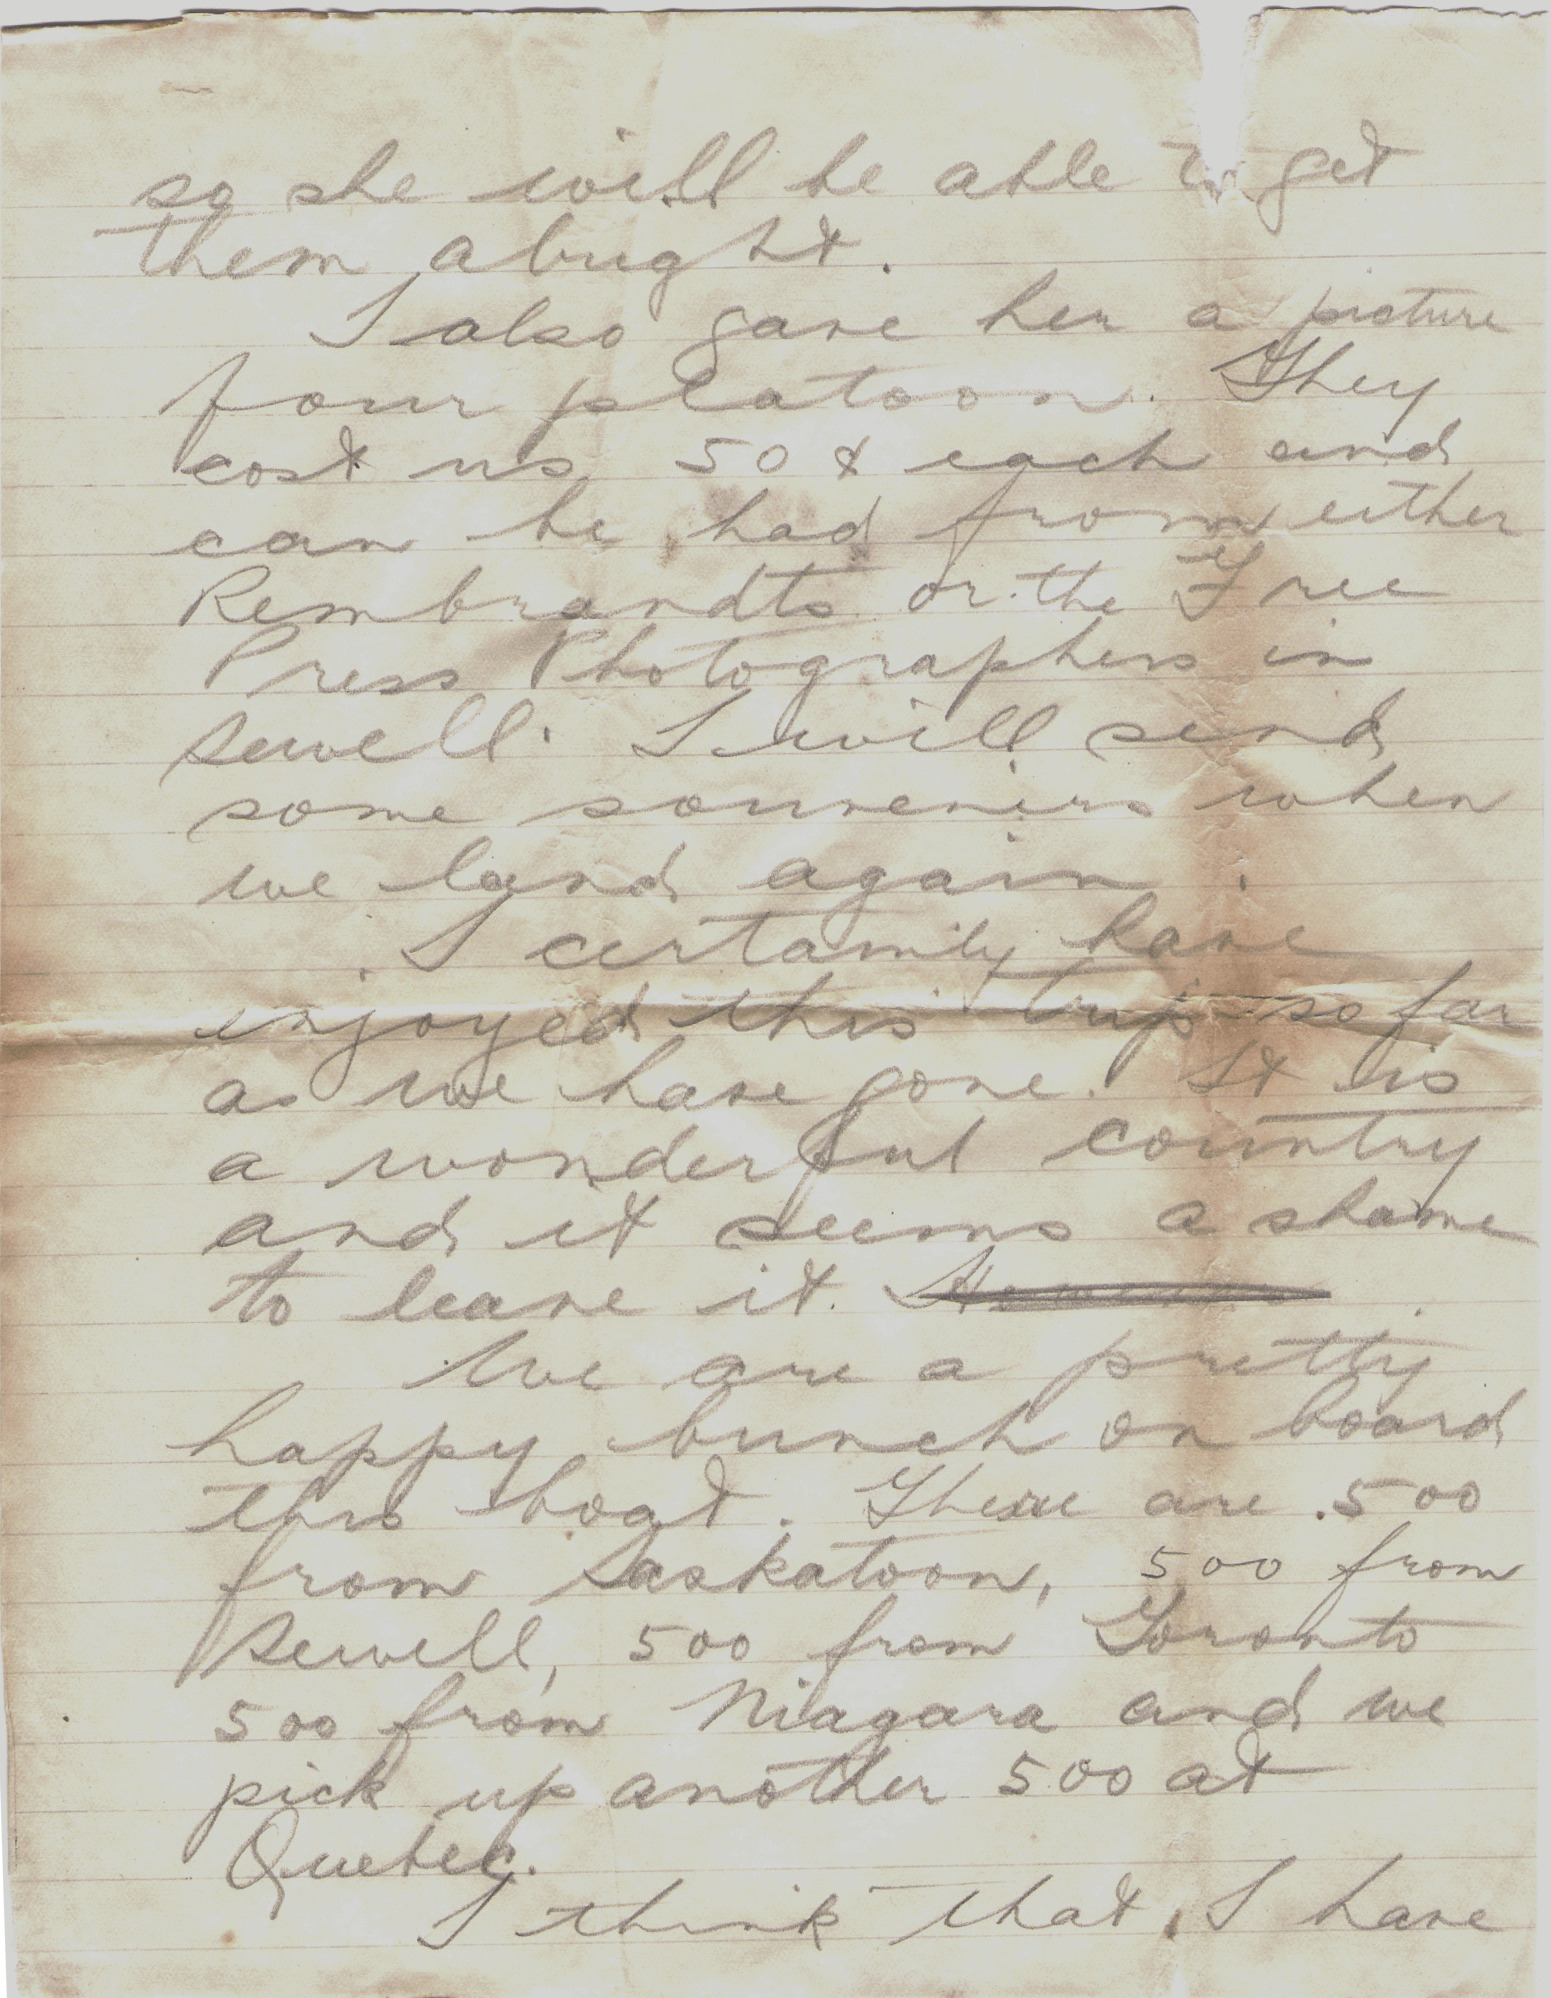 so she will be able to get
them alright.
I also gave her a picture
four platoon. They
cost us 50¢ each and
can be had from either
Rembrandts or the Free
Press Photographers in
Sewell. I will send
some souvenirs when
we land again.
I certainly have
enjoyed this trip so far
as we have gone. It is
a wonderful country
and it seems a shame
to leave it. However
We are a pretty
happy bunch on board
this boat. There are 500
from Saskatoon, 500 from
Sewell, 500 from Toronto
500 from Niagara and we
pick up another 500 at
Quebec.
I think that I have